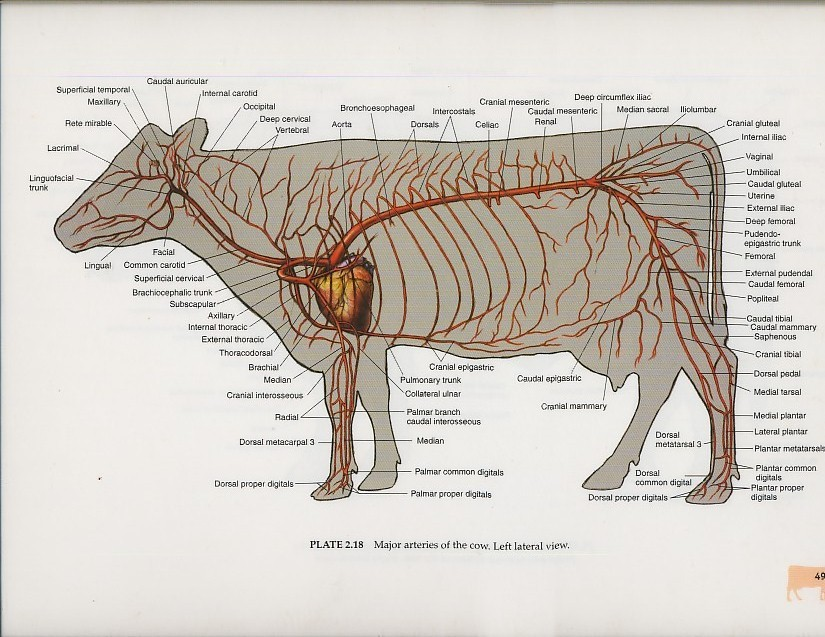 Caudal auricular
Superficial temporal
Internal carotid
Maxillary
Occipital
Rete mirable
Deep cervical
Vertebral
Lacrimal
Linguofacial
trunk
Aorta
Bronchoesophageal
Dorsals
Intercostals
Celiac
Cranial mesenteric
Caudal mesenteric
Renal
Deep circumflex iliac
Median sacral
Iliolumbar
Cranial gluteal
Internal iliac
Vaginal
Umbilical
Caudal gluteal
Uterine
External iliac
Deep femoral
Pudendo-
epigastric trunk
Femoral
External pudendal
Caudal femoral
Popliteal
Caudal tibial
Caudal mammary
Saphenous
Cranial tibial
Dorsal pedal
Medial tarsal
Medial plantar
Lateral plantar
Plantar metatarsals
Plantar common
digitals
Plantar proper
digitals
Lingual
Facial
Common carotid
Superficial cervical
Brachiocephalic trunk
Subscapular
Axillary
Internal thoracic
External thoracic
Thoracodorsal
Brachial
Median
Cranial interosseous
Radial
Dorsal metacarpal 3
Dorsal proper digitals
Cranial epigastric
Pulmonary trunk
Collateral ulnar
Palmar branch
caudal interosseous
Median
Palmar common digitals
Palmar proper digitals
Caudal epigastric
Cranial mammary
Dorsal
metatarsal 3
Dorsal
common digital
Dorsal proper digitals
PLATE 2.18 Major arteries of the cow. Left lateral view.
49